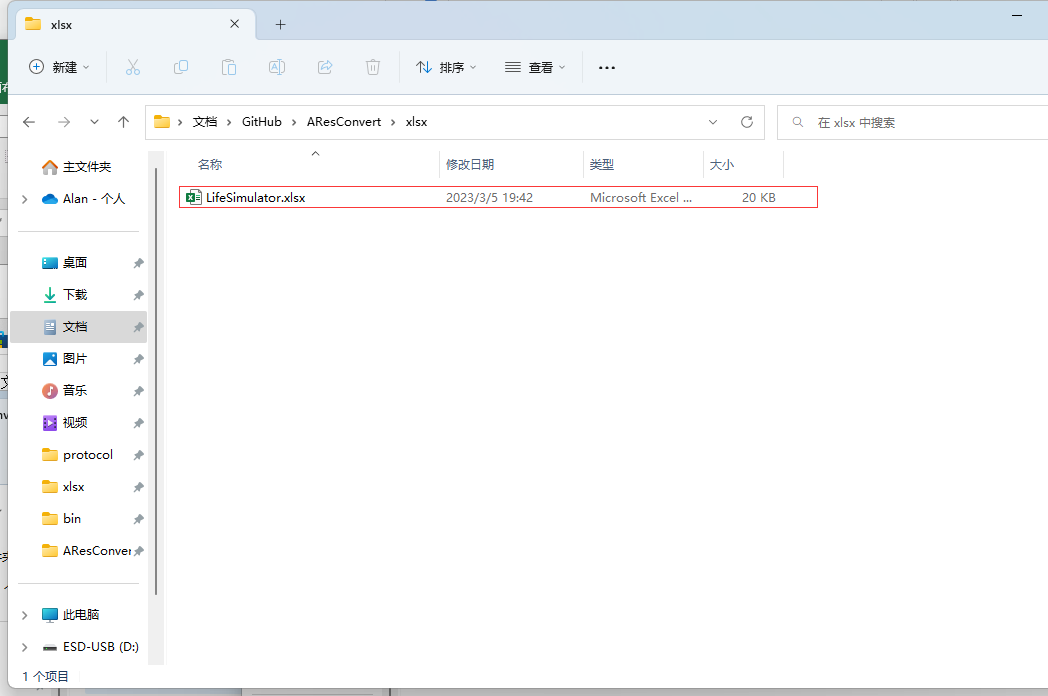 xlsx
新建
排序
查看
文档 > GitHub > AResConvert > xlsx
在 xlsx 中搜索
名称 修改日期 类型 大小
LifeSimulator.xlsx 2023/3/5 19:42 Microsoft Excel ... 20 KB
主文件夹
Alan - 个人
桌面
下载
文档
图片
音乐
视频
protocol
xlsx
bin
AResConver
此电脑
ESD-USB (D:)
1 个项目